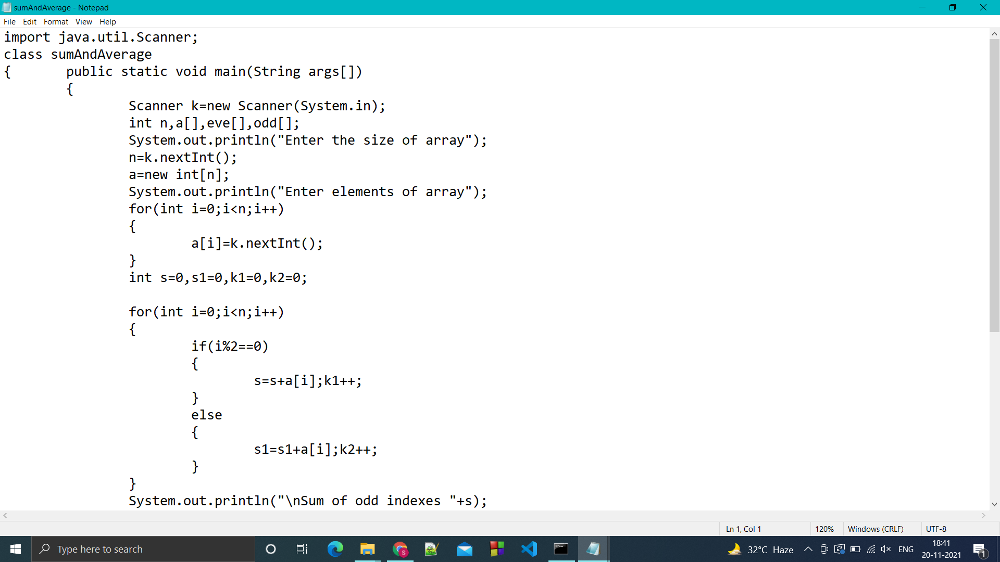 sumAndAverage - Notepad
File Edit Format View Help
import java.util.Scanner;
class sumAndAverage
{ public static void main(String args[])
{
Scanner k=new Scanner(System.in);
int n,a[],eve[],odd[];
System.out.println("Enter the size of array");
n=k.nextInt();
a=new int[n];
System.out.println("Enter elements of array");
for(int i=0;i<n;i++)
{
a[i]=k.nextInt();
}
int s=0,s1=0,k1=0,k2=0;
for(int i=0;i<n;i++)
{
if(i%2==0)
{
s=s+a[i];k1++;
}
else
{
s1=s1+a[i];k2++;
}
}
System.out.println("\nSum of odd indexes "+s);
Ln 1, Col 1 120% Windows (CRLF) UTF-8
Type here to search S 32°C Haze ENG 18:41 1
20-11-2021